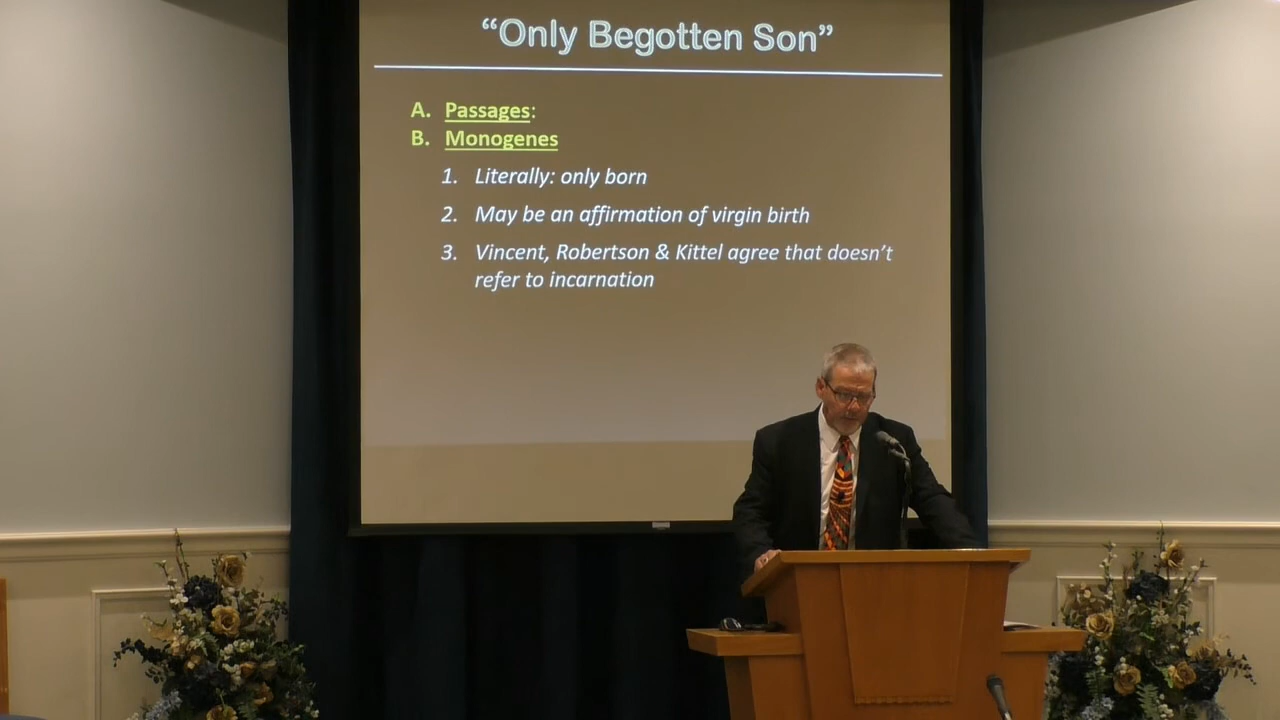 “Only Begotten Son”
A. Passages:
B. Monogenes
1. Literally: only born
2. May be an affirmation of virgin birth
3. Vincent, Robertson & Kittel agree that doesn’t
refer to incarnation